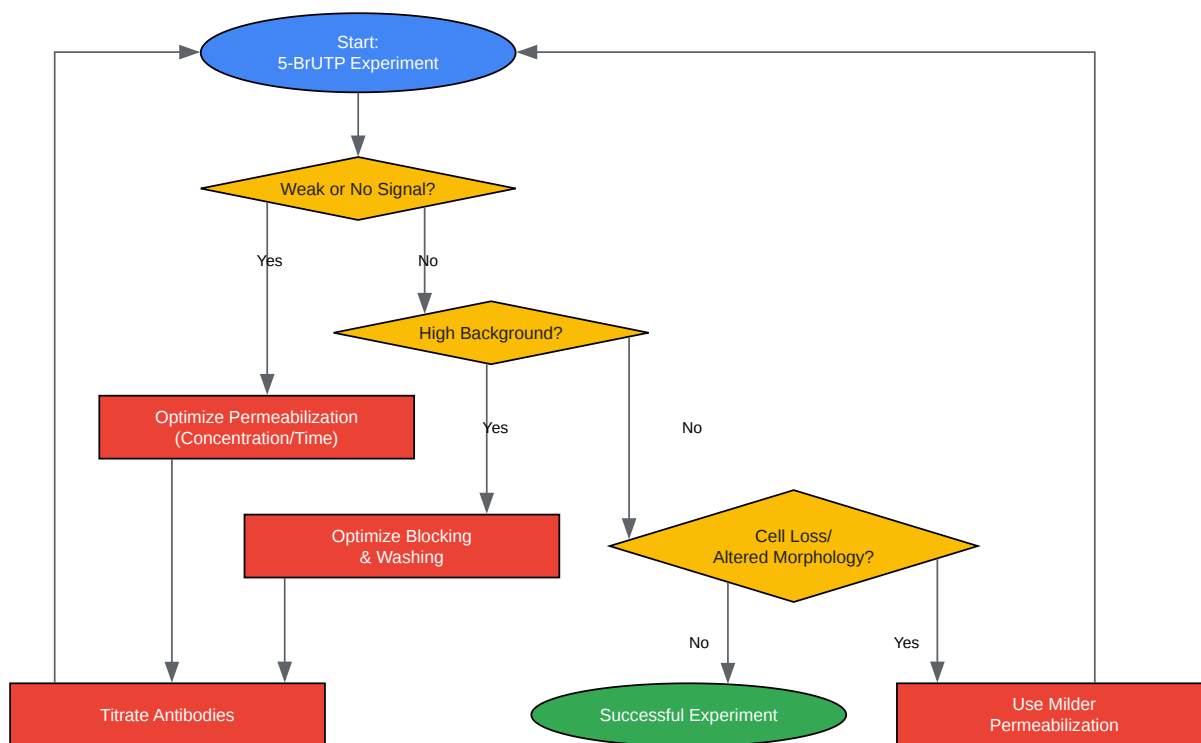 Start:
5-BrUTP Experiment
Weak or No Signal?
Yes
No
High Background?
Optimize Permeabilization
(Concentration/Time)
Yes
No
Optimize Blocking
& Washing
Cell Loss/
Altered Morphology?
No
Yes
Titrate Antibodies
Successful Experiment
Use Milder
Permeabilization